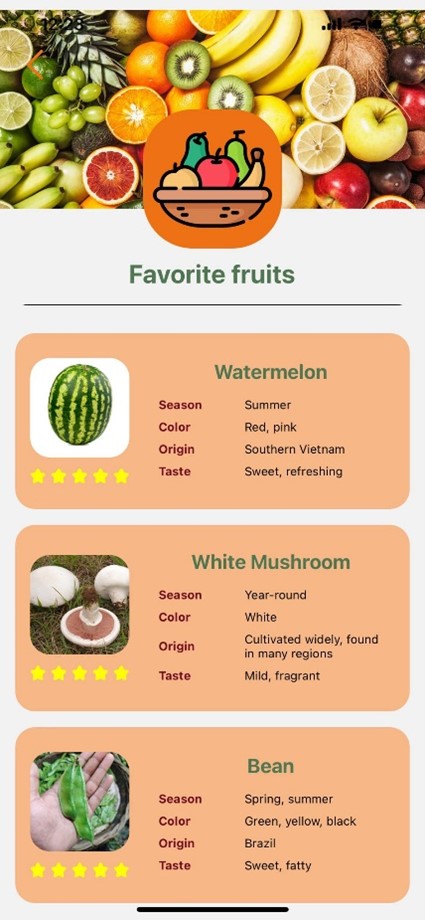 12:28
Favorite fruits
Watermelon
Season Summer
Color Red, pink
Origin Southern Vietnam
Taste Sweet, refreshing
White Mushroom
Season Year-round
Color White
Origin Cultivated widely, found
in many regions
Taste Mild, fragrant
Bean
Season Spring, summer
Color Green, yellow, black
Origin Brazil
Taste Sweet, fatty